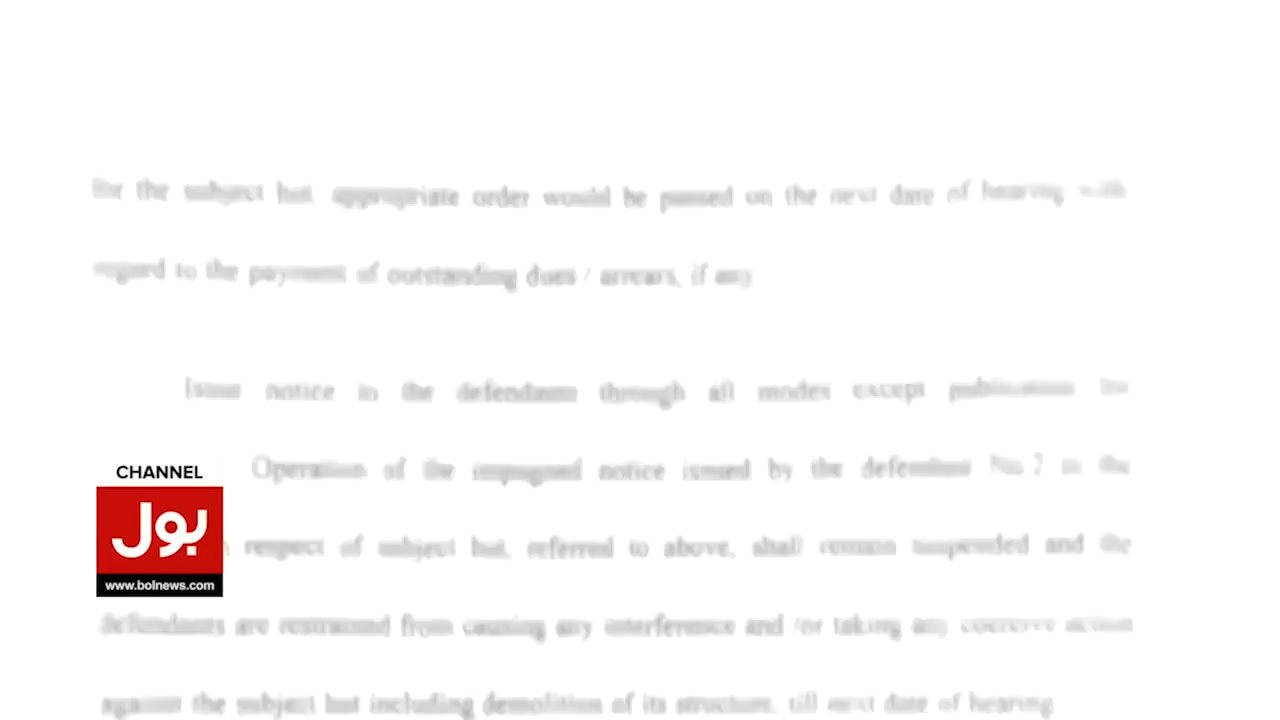 for the subject hut, appropriate order would be passed on the next date of hearing with
regard to the payment of outstanding dues / arrears, if any
Issue notice to the defendants through all modes except publication for
Operation of the impugned notice issued by the defendant No.2 in the
respect of subject hut, referred to above, shall remain suspended and the
defendants are restrained from causing any interference and /or taking any coercive action
against the subject hut including demolition of its structure, till next date of hearing
CHANNEL
بول
www.bolnews.com